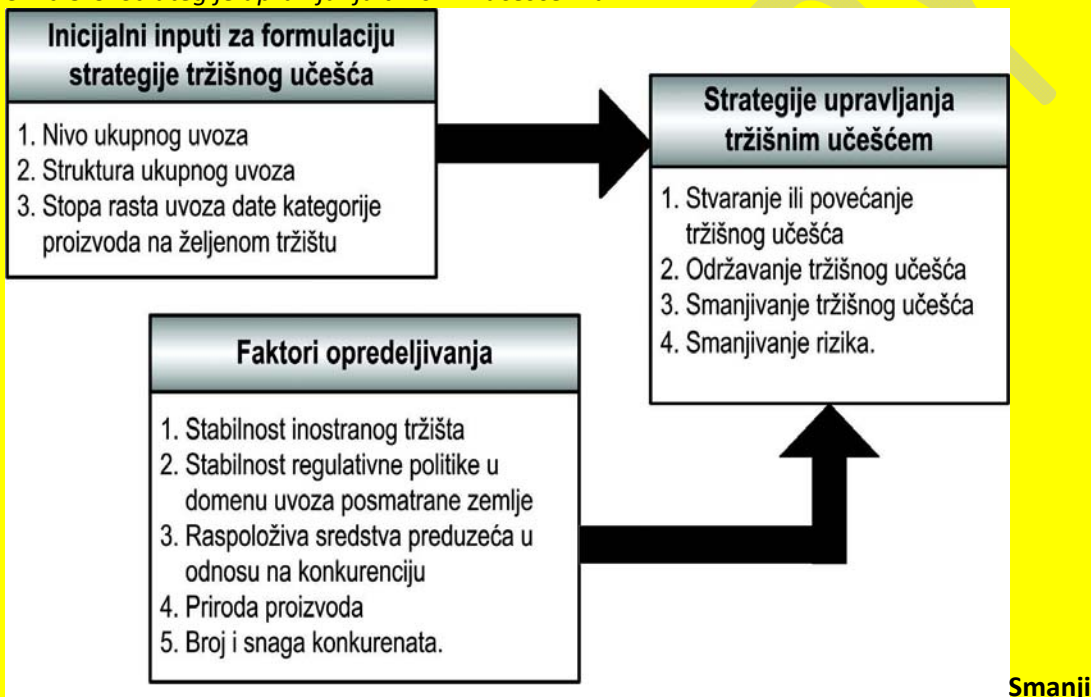 Inicijalni inputi za formulaciju
strategije tržišnog učešća
1. Nivo ukupnog uvoza
2. Struktura ukupnog uvoza
3. Stopa rasta uvoza date kategorije
proizvoda na željenom tržištu
Strategije upravljanja
tržišnim učešćem
1. Stvaranje ili povećanje
tržišnog učešća
2. Održavanje tržišnog učešća
3. Smanjivanje tržišnog učešća
4. Smanjivanje rizika.
Faktori opredeljivanja
1. Stabilnost inostranog tržišta
2. Stabilnost regulativne politike u
domenu uvoza posmatrane zemlje
3. Raspoloživa sredstva preduzeća u
odnosu na konkurenciju
4. Priroda proizvoda
5. Broj i snaga konkurenata.